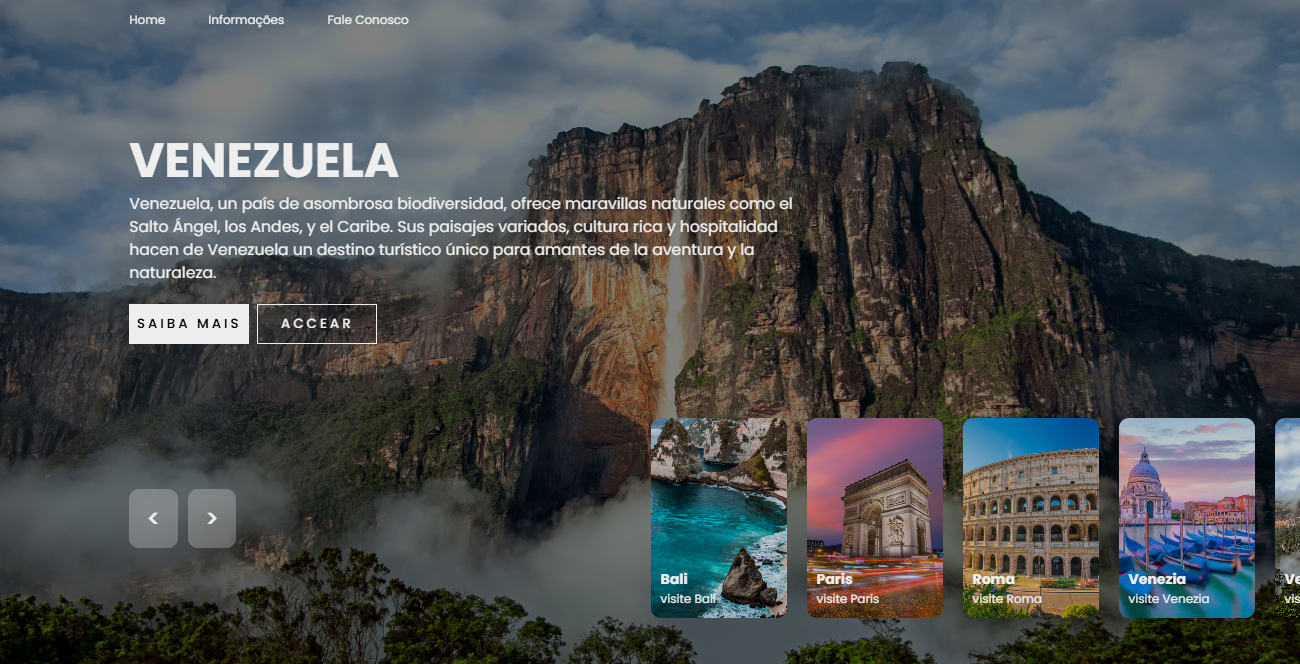 Home Informações Fale Conosco
VENEZUELA
Venezuela, un país de asombrosa biodiversidad, ofrece maravillas naturales como el
Salto Ángel, los Andes, y el Caribe. Sus paisajes variados, cultura rica y hospitalidad
hacen de Venezuela un destino turístico único para amantes de la aventura y la
naturaleza.
SAIBA MAIS ACCEAR
< >
Bali Paris Roma Venezia
visite Bali visite Paris visite Roma visite Venezia